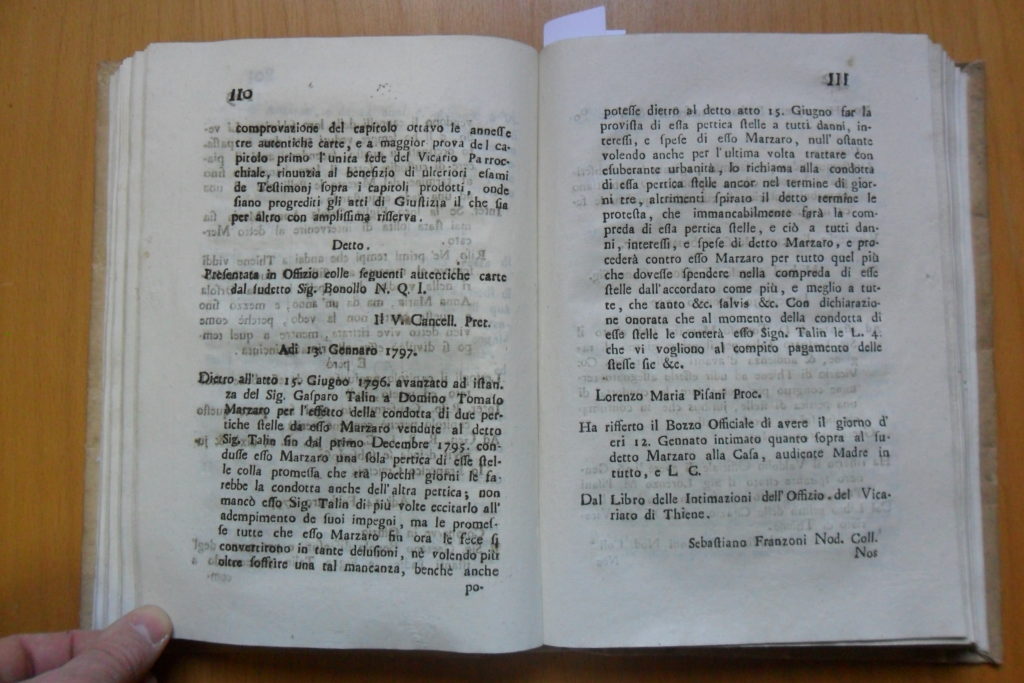 110
comprovazione del capitolo ottavo le annesse
tre autentiche carte, e a maggior prova del ca-
pitolo primo l'unita fede del Vicario Parroc-
chiale, rinunzia al benefizio di ulteriori esami
de Testimonj sopra i capitoli prodotti, onde
siano progrediti gli atti di Giustizia il che sia
per altro con amplissima rifferva.
Detto.
Presentata in Offizio colle seguenti autentiche carte
dal sudetto Sig. Bonollo N. Q. I.
Il V. Cancell. Pret.
Adì 13. Gennaro 1797.
Dietro all'atto 15. Giugno 1796. avanzato ad istan-
za del Sig. Gasparo Talin a Domino Tomaso
Marzaro per l'effetto della condotta di due per-
tiche stelle da esso Marzaro vendute al detto
Sig. Talin sin dal primo Decembre 1795. con-
dusse esso Marzaro una sola pertica di esse stel-
le colla promessa che trà pochi giorni le fa-
rebbe la condotta anche dell'altra pertica; non
mancò esso Sig. Talin di più volte eccitarlo all'
adempimento de suoi impegni, ma le promes-
se tutte che esso Marzaro sin ora le fece si
convertirono in tante delusioni, nè volendo più
oltre soffrire una tal mancanza, benchè anche
po-
111
potesse dietro al detto atto 15. Giugno far la
provista di essa pertica stelle a tutti danni, in-
teressi, e spese di esso Marzaro, null' ostante
volendo anche per l'ultima volta trattare con
esuberante urbanità, lo richiama alla condotta
di essa pertica stelle ancor nel termine di gior-
ni tre, altrimenti spirato il detto termine le
protesta, che immancabilmente farà la com-
preda di essa pertica stelle, e ciò a tutti dan-
ni, interessi, e spese di detto Marzaro, e pro-
cederà contro esso Marzaro per tutto quel più
che dovesse spendere nella compreda di esse
stelle dall'accordato come più, e meglio a tut-
te, che tanto &c. salvis &c. Con dichiarazio-
ne onorata che al momento della condotta di
esse stelle le conterà esso Sign. Talin le L. 4.
che vi vogliono al compito pagamento delle
stelle sic &c.
Lorenzo Maria Pisani Proc.
Ha rifferto il Bozzo Officiale di avere il giorno d'
eri 12. Gennato intimato quanto sopra al su-
detto Marzaro alla Casa, audiente Madre in
tutto, e L C.
Dal Libro delle Intimazioni dell'Offizio del Vica-
riato di Thiene.
Sebastiano Franzoni Nod. Coll.
Nos